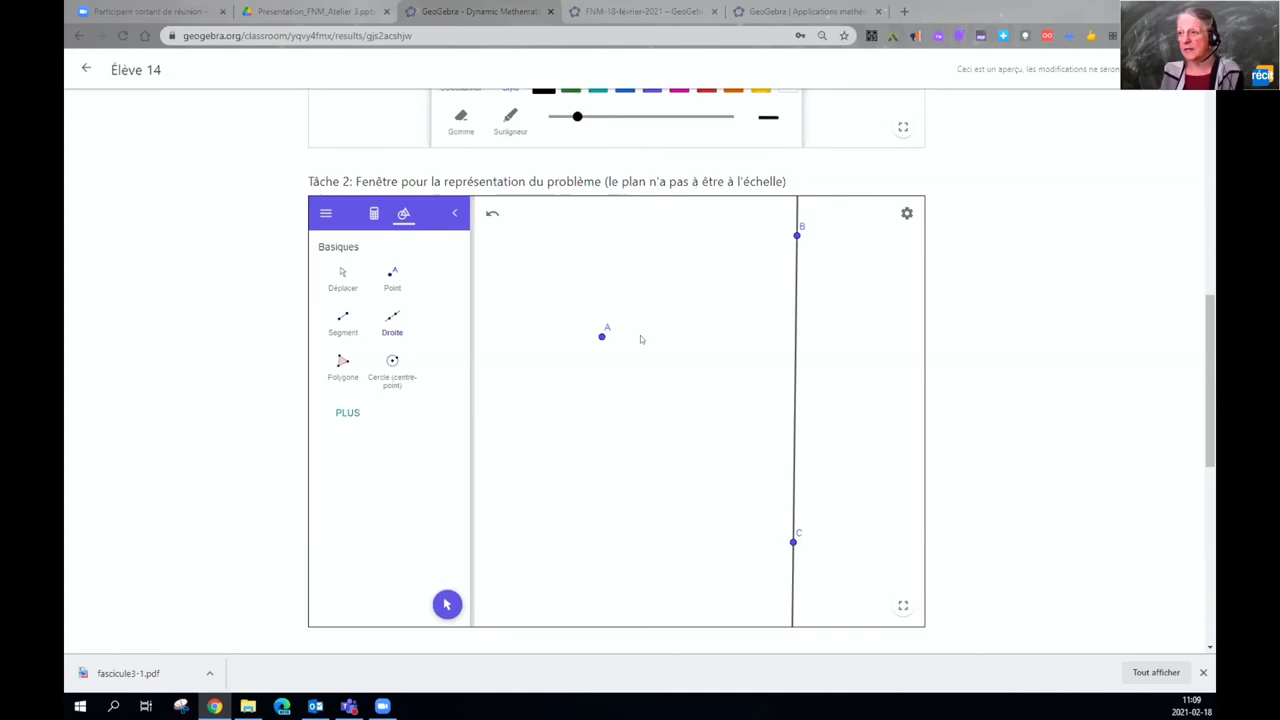 Participant sortant de réunion -
Presentation_FNM_Atelier 3.ppt
GeoGebra - Dynamic Mathemat
FNM-18-février-2021 – GeoGeb
GeoGebra | Applications mathé
geogebra.org/classroom/yqvy4fmx/results/gjs2acshjw
Élève 14
Ceci est un aperçu, les modifications ne seron
récit
Gomme
Surligneur
Tâche 2: Fenêtre pour la représentation du problème (le plan n'a pas à être à l'échelle)
Basiques
A
Déplacer
Point
Segment
Droite
Polygone
Cercle (centre-
point)
PLUS
B
A
C
fascicule3-1.pdf
Tout afficher
11:09
2021-02-18